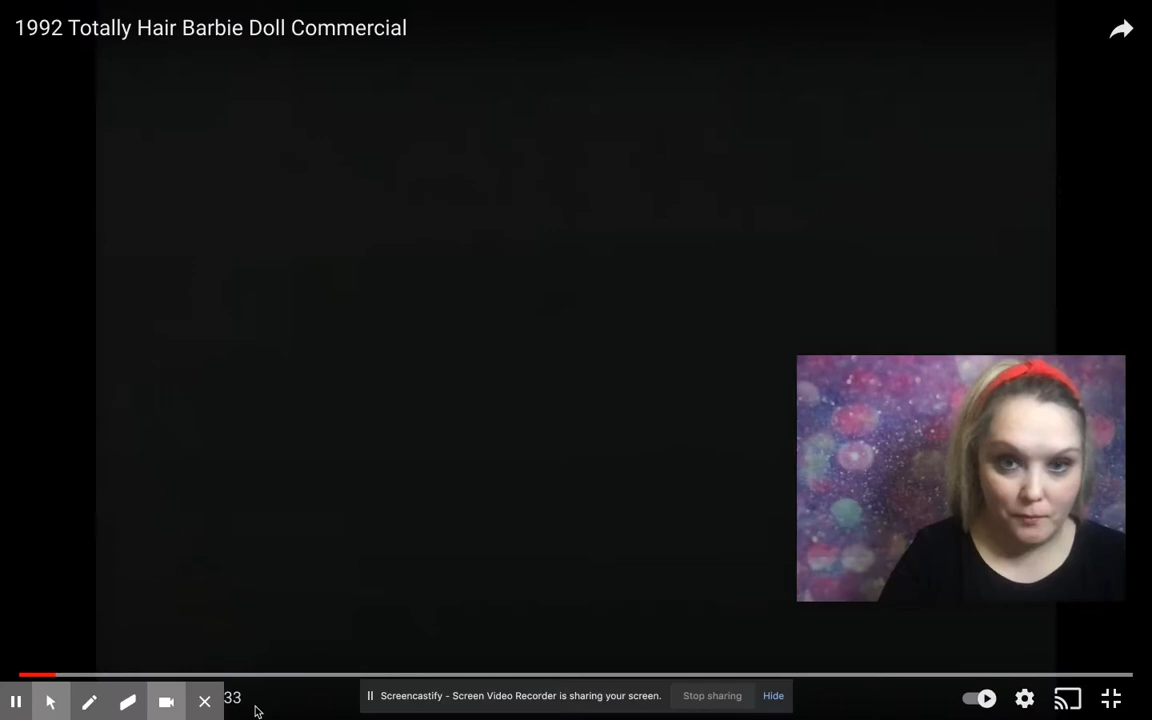 1992 Totally Hair Barbie Doll Commercial
33
Screencastify - Screen Video Recorder is sharing your screen.
Stop sharing
Hide